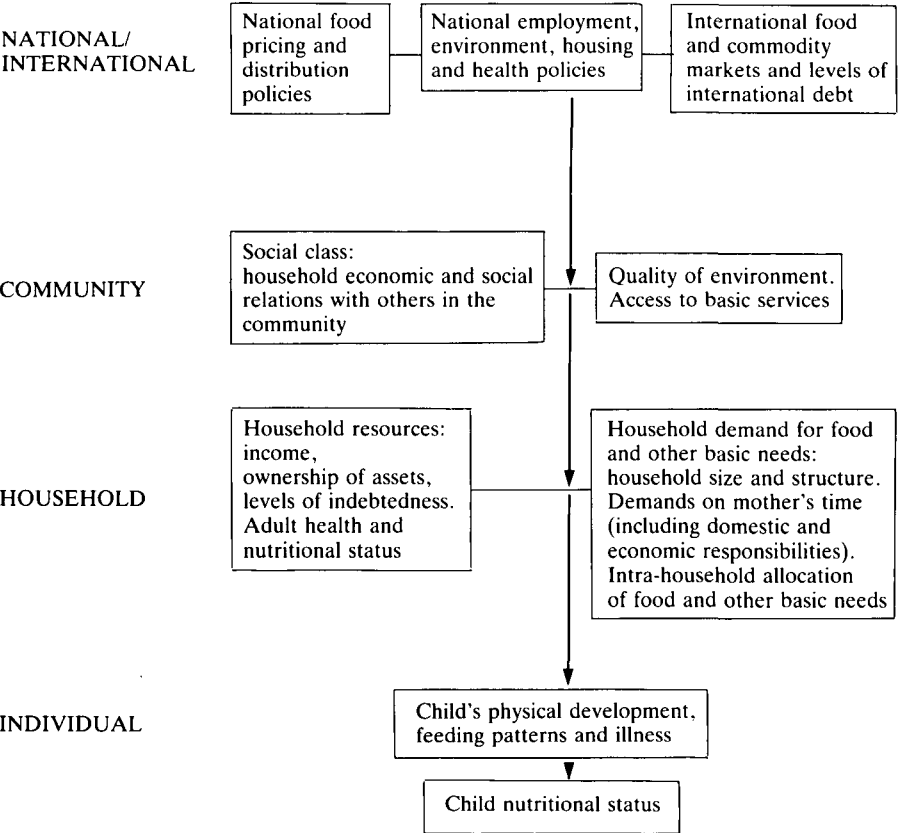 NATIONAL/
INTERNATIONAL
National food
pricing and
distribution
policies
National employment,
environment, housing
and health policies
International food
and commodity
markets and levels of
international debt
COMMUNITY
Social class:
household economic and social
relations with others in the
community
Quality of environment.
Access to basic services
HOUSEHOLD
Household resources:
income,
ownership of assets,
levels of indebtedness.
Adult health and
nutritional status
Household demand for food
and other basic needs:
household size and structure.
Demands on mother's time
(including domestic and
economic responsibilities).
Intra-household allocation
of food and other basic needs
INDIVIDUAL
Child's physical development,
feeding patterns and illness
Child nutritional status